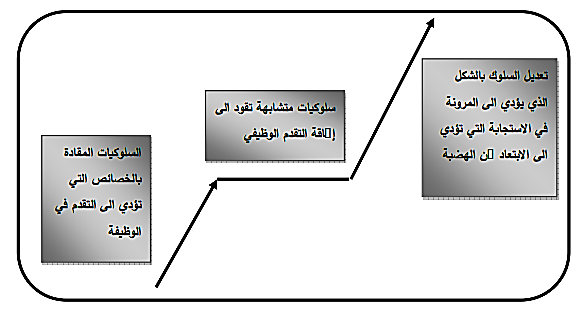 تعديل السلوك بالشكل
الذي يؤدي الى المرونة
في الاستجابة التي تؤدي
الى الابتعاد الهضبة
سلوكيات متشابهة تقود الى
التقدم الوظيفي
السلوكيات المقادة
بالخصائص التي
تؤدي الى التقدم في
الوظيفة